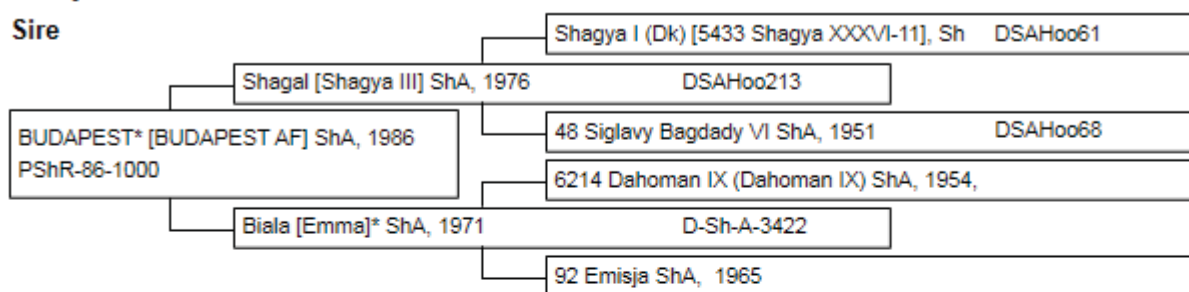 Sire
Shagya I (Dk) [5433 Shagya XXXVI-11], Sh DSAHoo61
Shagal [Shagya III] ShA, 1976 DSAHoo213
48 Siglavy Bagdady VI ShA, 1951 DSAHoo68
BUDAPEST* [BUDAPEST AF] ShA, 1986
PShR-86-1000
6214 Dahoman IX (Dahoman IX) ShA, 1954,
Biala [Emma]* ShA, 1971 D-Sh-A-3422
92 Emisja ShA, 1965